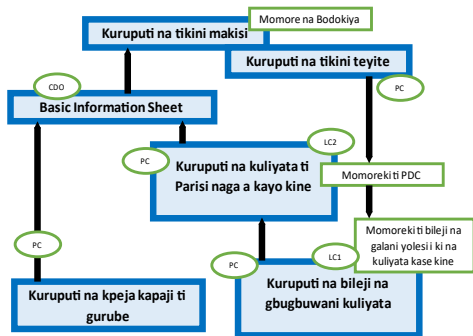 Kuruputi na tikini makisi
Momore na Bodokiya
Kuruputi na tikini teyite
CDO
PC
Basic Information Sheet
LC2
PC
Kuruputi na kuliyata ti
Parisi naga a kayo kine
Momoreki ti PDC
Momoreki ti bileji na
galani yolesi i ki na
kuliyata kase kine
PC
PC
LC1
Kuruputi na kpeja kapaji ti
gurube
Kuruputi na bileji na
gbugbuwani kuliyata